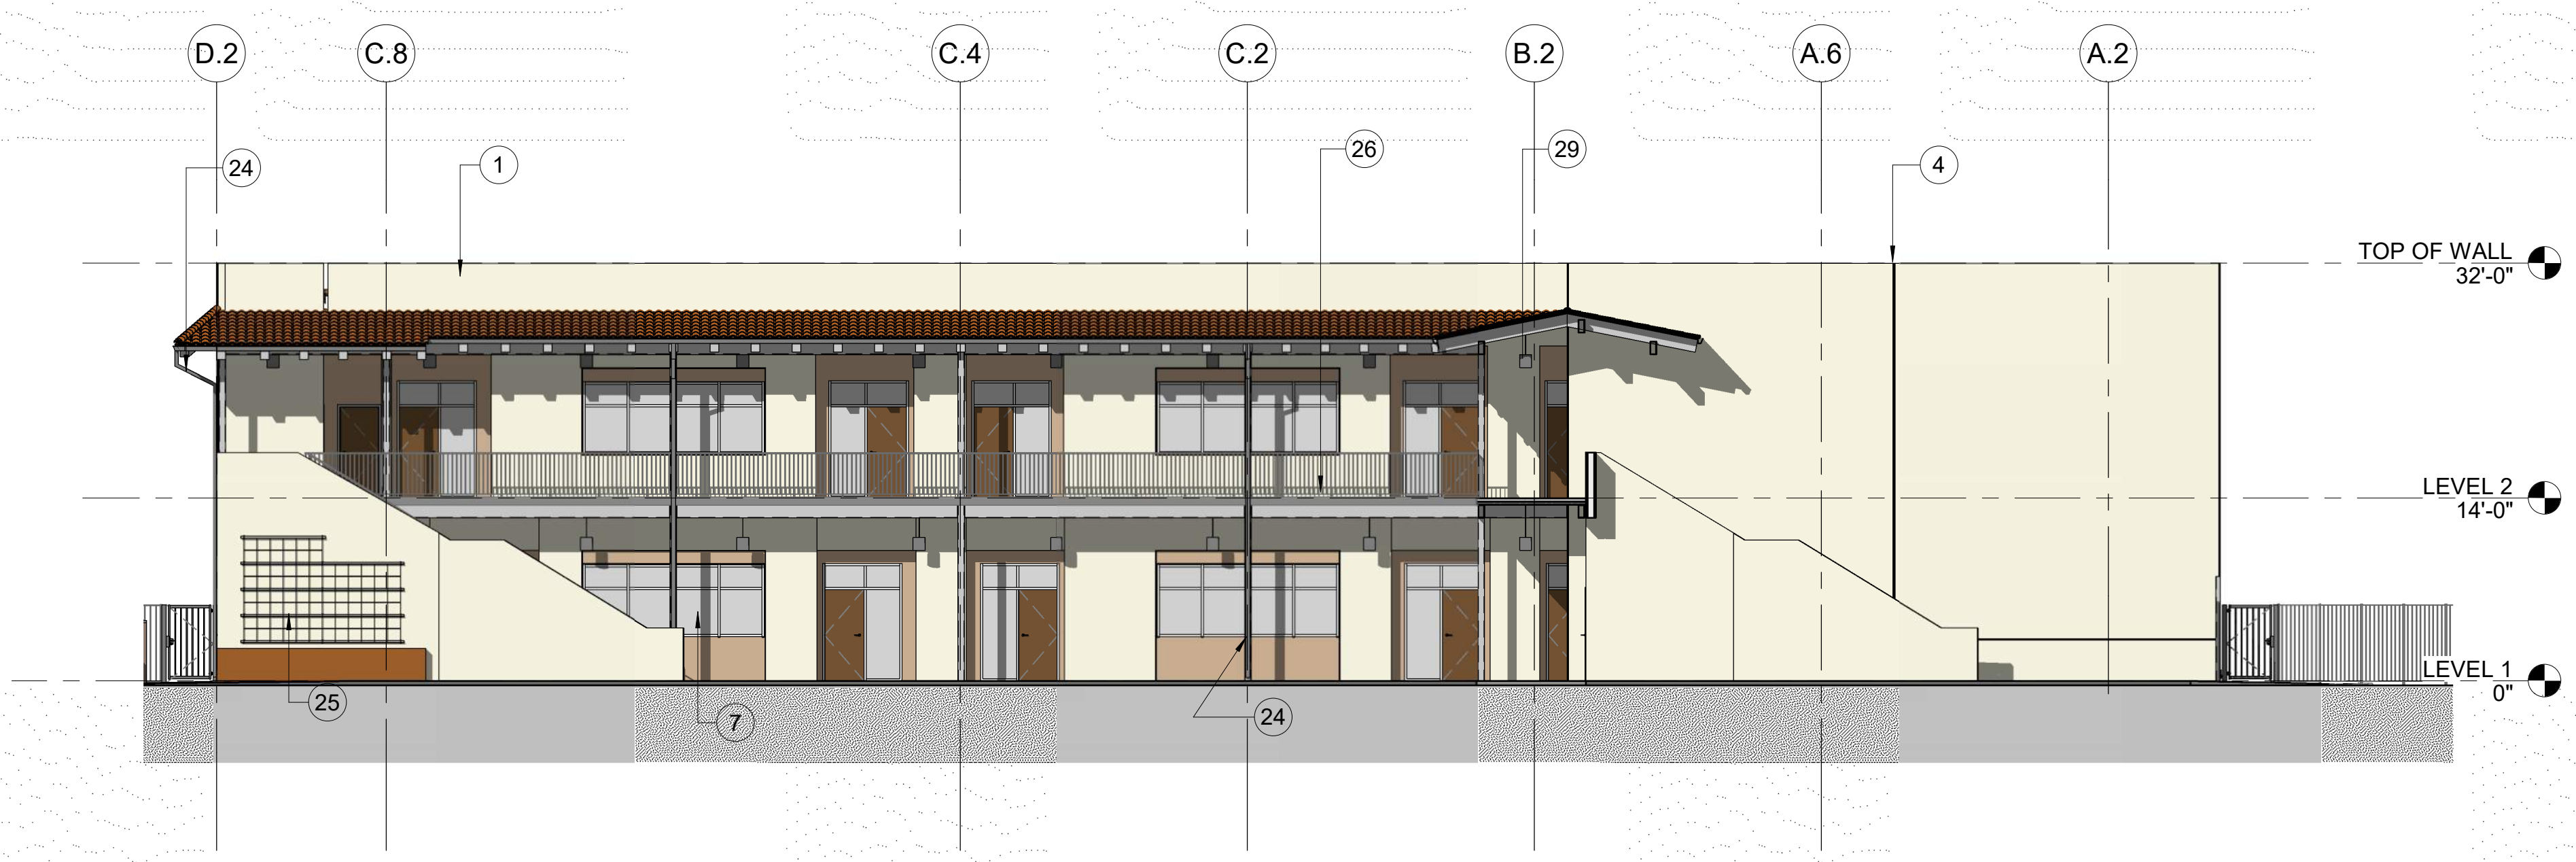 D.2
C.8
C.4
C.2
B.2
A.6
A.2
24
1
26
29
4
TOP OF WALL
32'-0"
LEVEL 2
14'-0"
LEVEL 1
0"
25
7
24